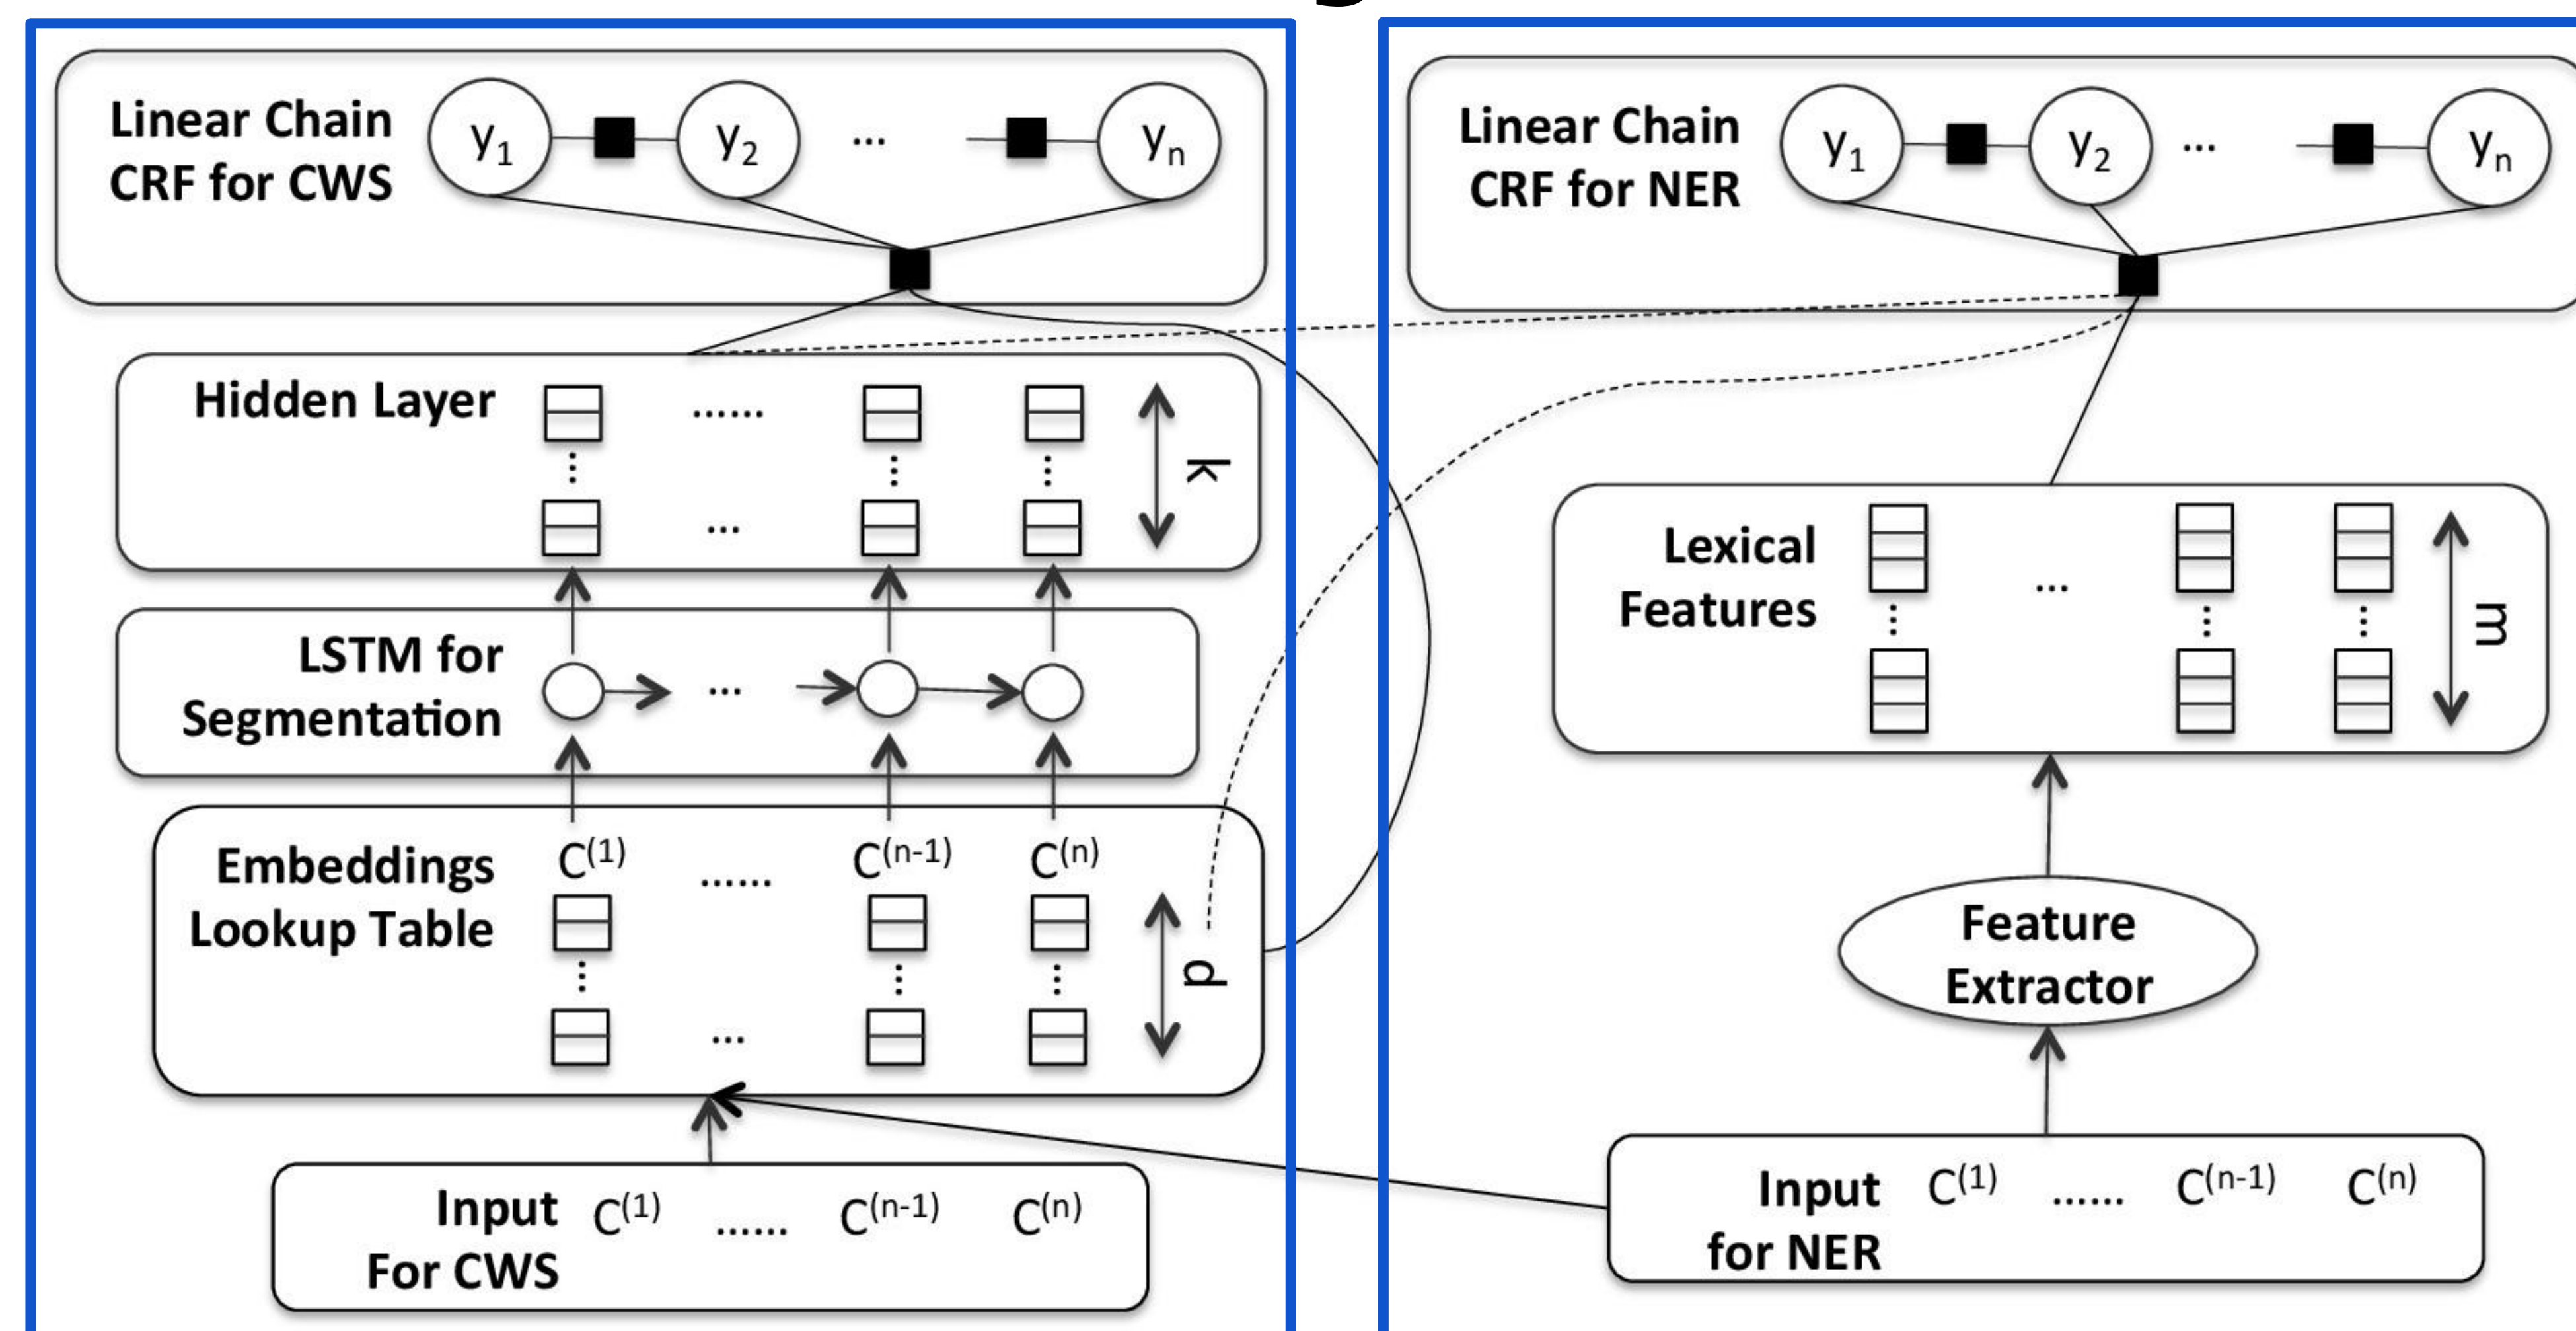 Linear Chain
CRF for CWS
y1 y2 ... yn
Hidden Layer
......
...
k
LSTM for
Segmentation
...
Embeddings
Lookup Table
C(1) ...... C(n-1) C(n)
...
d
Input
For CWS
C(1) ...... C(n-1) C(n)
Linear Chain
CRF for NER
y1 y2 ... yn
Lexical
Features
...
m
Feature
Extractor
Input
for NER
C(1) ...... C(n-1) C(n)